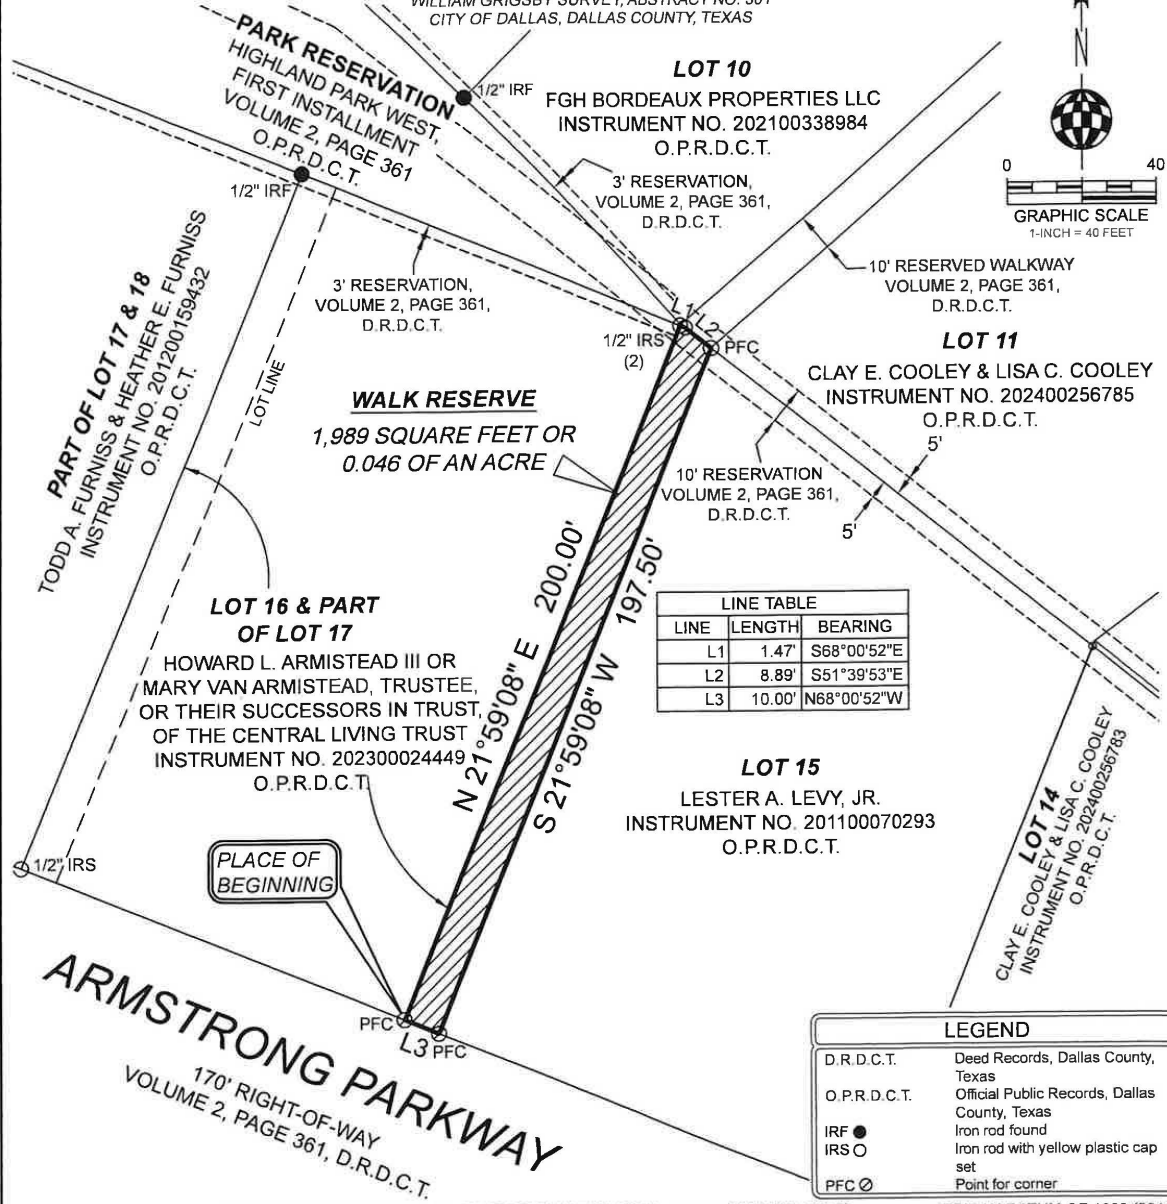 WILLIAM GRIGSBY SURVEY, ABSTRACT NO. 501
CITY OF DALLAS, DALLAS COUNTY, TEXAS
PARK RESERVATION
HIGHLAND PARK WEST,
FIRST INSTALLMENT
VOLUME 2, PAGE 361
O.P.R.D.C.T.
1/2" IRF
LOT 10
FGH BORDEAUX PROPERTIES LLC
INSTRUMENT NO. 202100338984
O.P.R.D.C.T.
3' RESERVATION,
VOLUME 2, PAGE 361,
D.R.D.C.T.
N
0 40
GRAPHIC SCALE
1-INCH = 40 FEET
1/2" IRF
3' RESERVATION,
VOLUME 2, PAGE 361,
D.R.D.C.T.
10' RESERVED WALKWAY
VOLUME 2, PAGE 361,
D.R.D.C.T.
L1
L2
1/2" IRS
(2)
PFC
LOT 11
CLAY E. COOLEY & LISA C. COOLEY
INSTRUMENT NO. 202400256785
O.P.R.D.C.T.
5'
PART OF LOT 17 & 18
TODD A. FURNISS & HEATHER E. FURNISS
INSTRUMENT NO. 201200159432
O.P.R.D.C.T.
LOT LINE
WALK RESERVE
1,989 SQUARE FEET OR
0.046 OF AN ACRE
10' RESERVATION
VOLUME 2, PAGE 361,
D.R.D.C.T.
5'
N 21°59'08" E 200.00'
S 21°59'08" W 197.50'
LINE TABLE
LINE LENGTH BEARING
L1 1.47' S68°00'52"E
L2 8.89' S51°39'53"E
L3 10.00' N68°00'52"W
LOT 16 & PART
OF LOT 17
HOWARD L. ARMISTEAD III OR
MARY VAN ARMISTEAD, TRUSTEE,
OR THEIR SUCCESSORS IN TRUST,
OF THE CENTRAL LIVING TRUST
INSTRUMENT NO. 202300024449
O.P.R.D.C.T.
LOT 15
LESTER A. LEVY, JR.
INSTRUMENT NO. 201100070293
O.P.R.D.C.T.
LOT 14
CLAY E. COOLEY & LISA C. COOLEY
INSTRUMENT NO. 202400256783
O.P.R.D.C.T.
1/2" IRS
PLACE OF
BEGINNING
PFC
L3
PFC
ARMSTRONG PARKWAY
170' RIGHT-OF-WAY
VOLUME 2, PAGE 361, D.R.D.C.T.
LEGEND
D.R.D.C.T. Deed Records, Dallas County,
Texas
O.P.R.D.C.T. Official Public Records, Dallas
County, Texas
IRF Iron rod found
IRS Iron rod with yellow plastic cap
set
PFC Point for corner